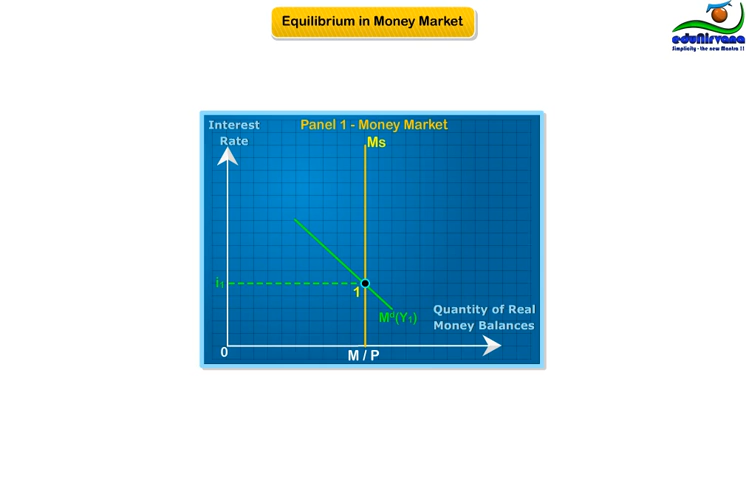 Equilibrium in Money Market
eduNirvana
Simplicity - the new Mantra !!
Panel 1 - Money Market
Interest
Rate
Ms
i₁
1
Mᵈ(Y₁)
Quantity of Real
Money Balances
0
M / P